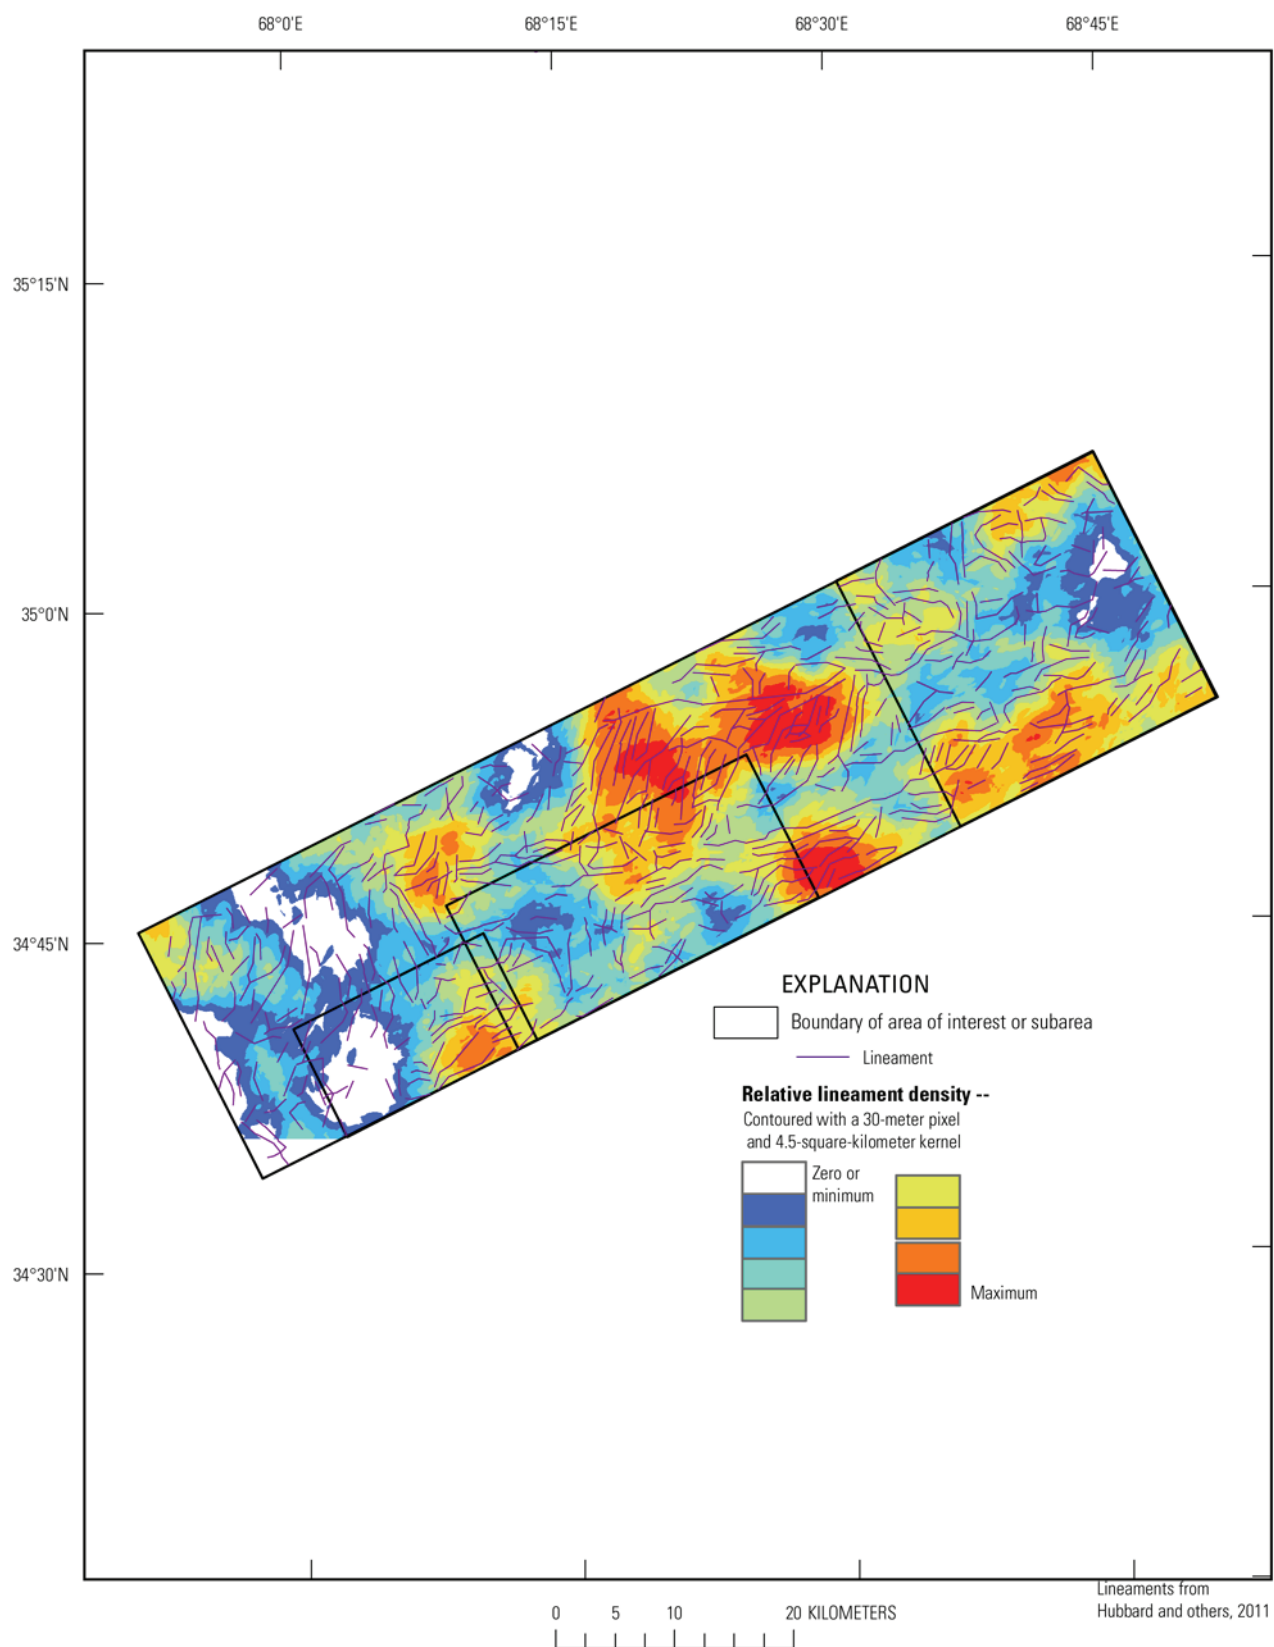 68°0'E 68°15'E 68°30'E 68°45'E
35°15'N
35°0'N
34°45'N
34°30'N
EXPLANATION
Boundary of area of interest or subarea
Lineament
Relative lineament density --
Contoured with a 30-meter pixel
and 4.5-square-kilometer kernel
Zero or
minimum
Maximum
Lineaments from
Hubbard and others, 2011
0 5 10 20 KILOMETERS